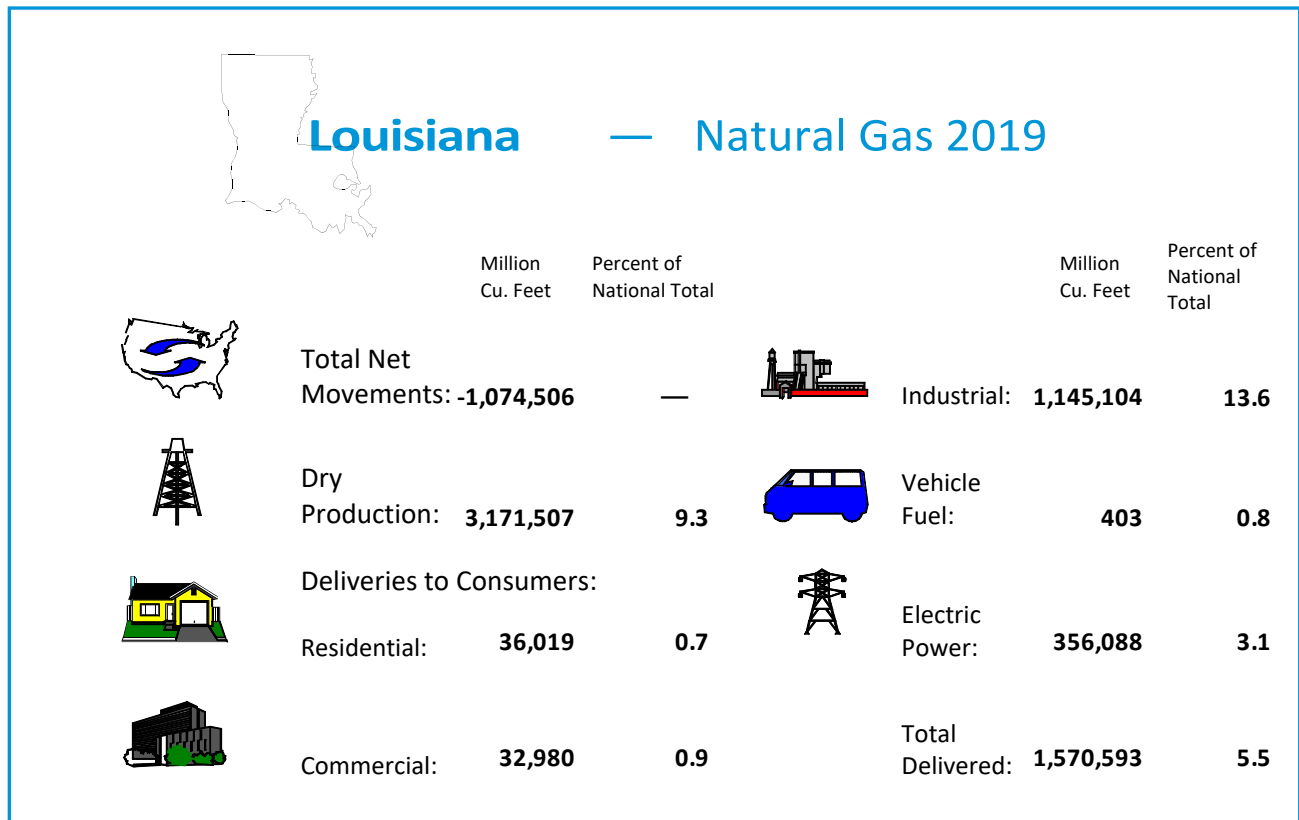 Louisiana — Natural Gas 2019
Million
Cu. Feet
Percent of
National Total
Million
Cu. Feet
Percent of
National
Total
Total Net
Movements: -1,074,506 —
Industrial: 1,145,104 13.6
Dry
Production: 3,171,507 9.3
Vehicle
Fuel: 403 0.8
Deliveries to Consumers:
Residential: 36,019 0.7
Electric
Power: 356,088 3.1
Commercial: 32,980 0.9
Total
Delivered: 1,570,593 5.5